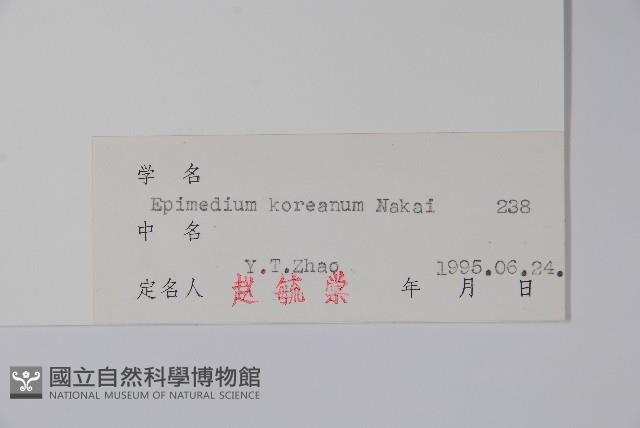 学 名
Epimedium koreanum Nakai 238
中 名
Y.T.Zhao 1995.06.24.
定名人 赵 毓 棠 年 月 日
國立自然科學博物館
NATIONAL MUSEUM OF NATURAL SCIENCE